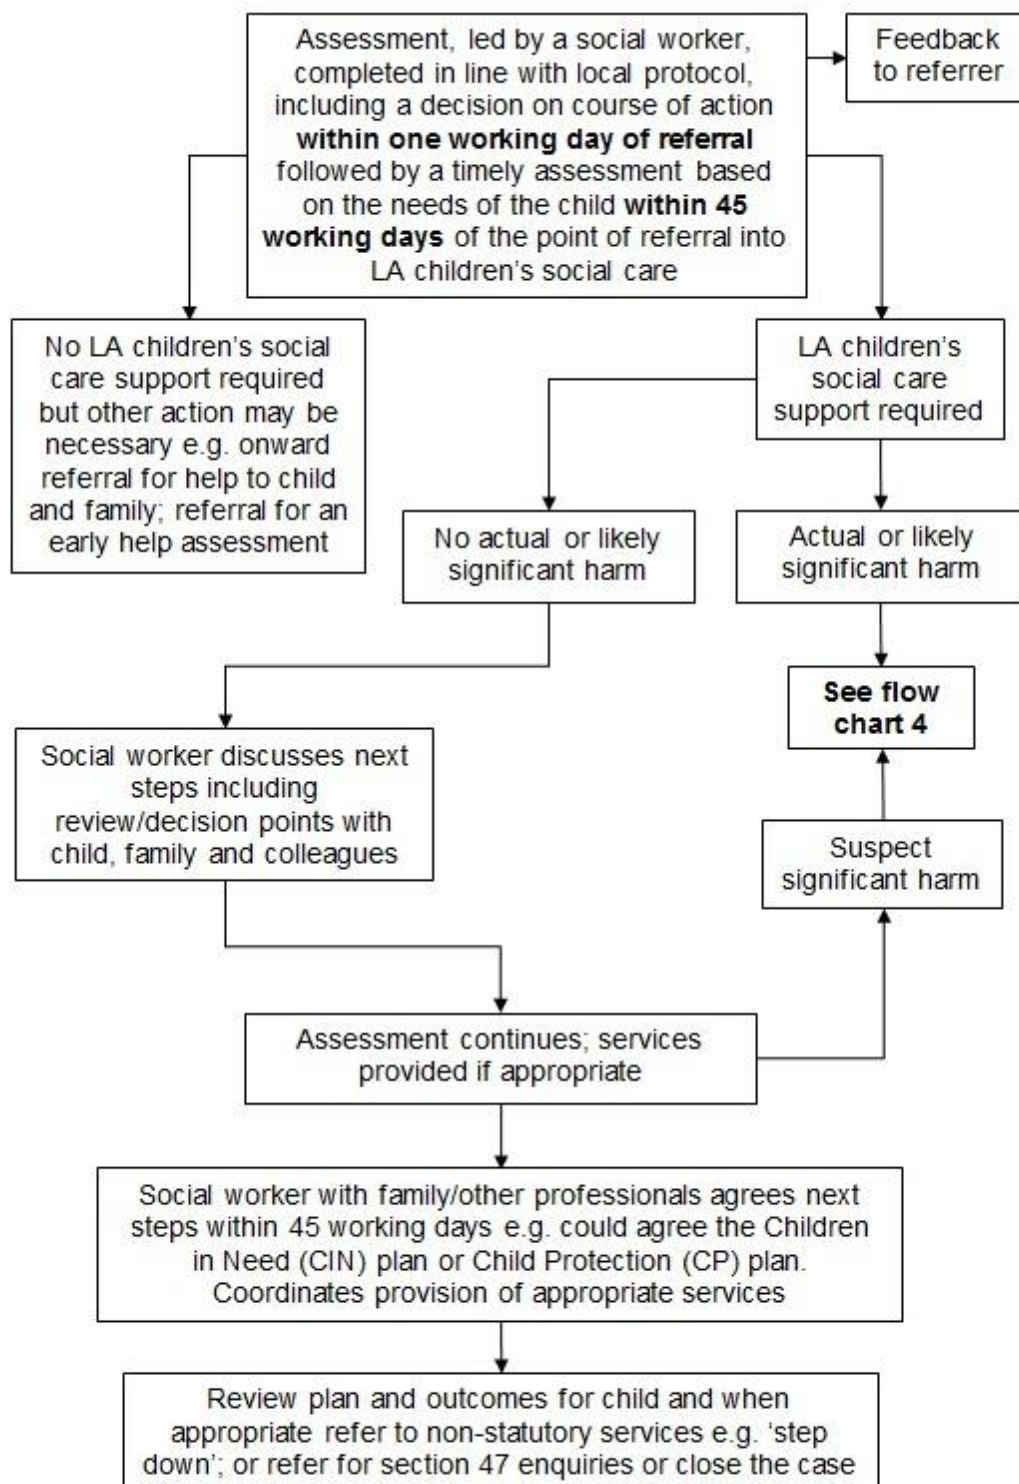 Assessment, led by a social worker,
completed in line with local protocol,
including a decision on course of action
within one working day of referral
followed by a timely assessment based
on the needs of the child within 45
working days of the point of referral into
LA children's social care
Feedback
to referrer
No LA children's social
care support required
but other action may be
necessary e.g. onward
referral for help to child
and family; referral for an
early help assessment
LA children's
social care
support required
No actual or likely
significant harm
Actual or likely
significant harm
See flow
chart 4
Social worker discusses next
steps including
review/decision points with
child, family and colleagues
Suspect
significant harm
Assessment continues; services
provided if appropriate
Social worker with family/other professionals agrees next
steps within 45 working days e.g. could agree the Children
in Need (CIN) plan or Child Protection (CP) plan.
Coordinates provision of appropriate services
Review plan and outcomes for child and when
appropriate refer to non-statutory services e.g. ‘step
down’; or refer for section 47 enquiries or close the case